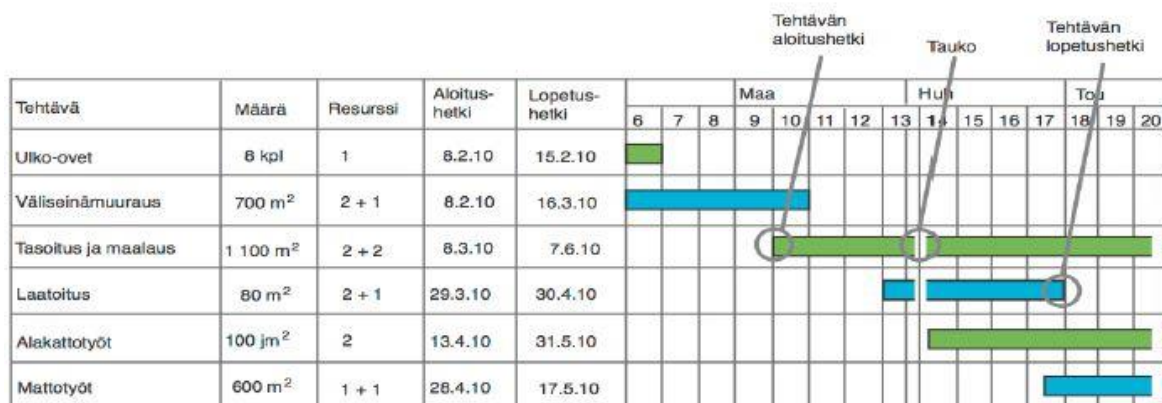 Tehtävän
aloitushetki
Tauko
Tehtävän
lopetushetki
Tehtävä Määrä Resurssi Aloitus-
hetki Lopetus-
hetki Maa Huh Tou
6 7 8 9 10 11 12 13 14 15 16 17 18 19 20
Ulko-ovet 8 kpl 1 8.2.10 15.2.10
Väliseinämuuraus 700 m² 2 + 1 8.2.10 16.3.10
Tasoitus ja maalaus 1 100 m² 2 + 2 8.3.10 7.6.10
Laatoitus 80 m² 2 + 1 29.3.10 30.4.10
Alakattotyöt 100 jm² 2 13.4.10 31.5.10
Mattotyöt 600 m² 1 + 1 28.4.10 17.5.10